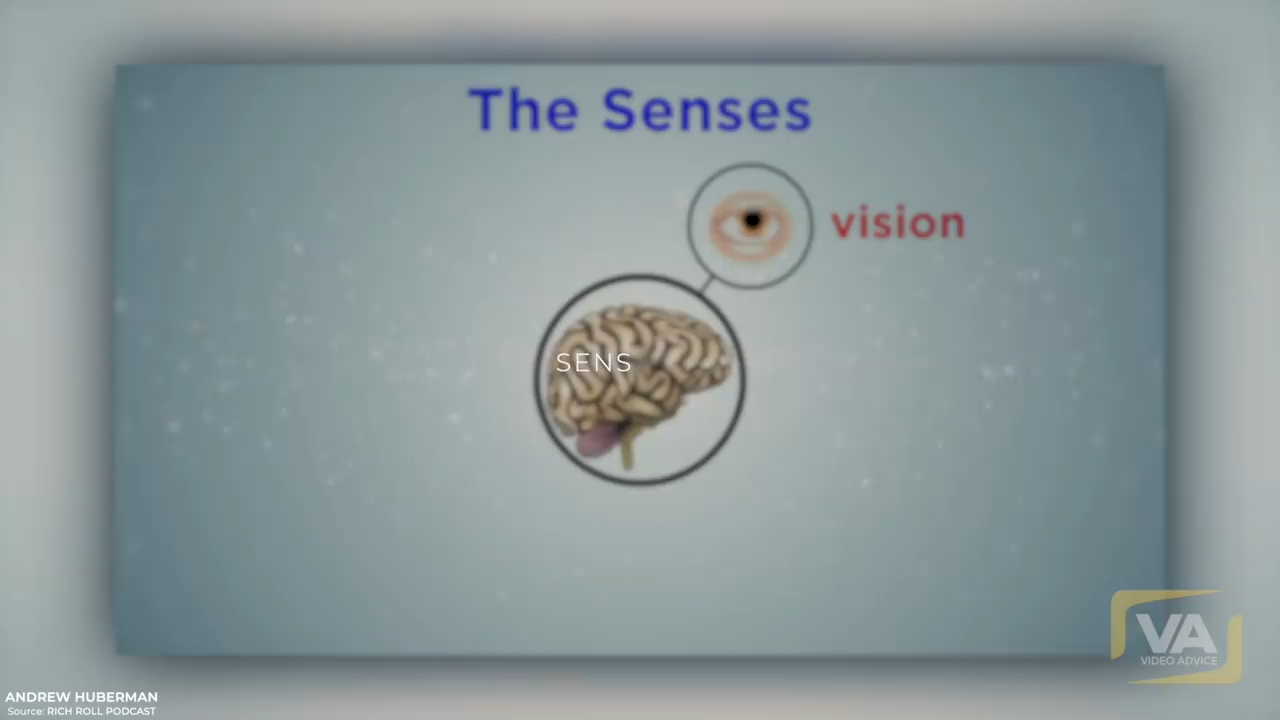 The Senses
vision
SENS
VA
VIDEO ADVICE
ANDREW HUBERMAN
Source: RICH ROLL PODCAST